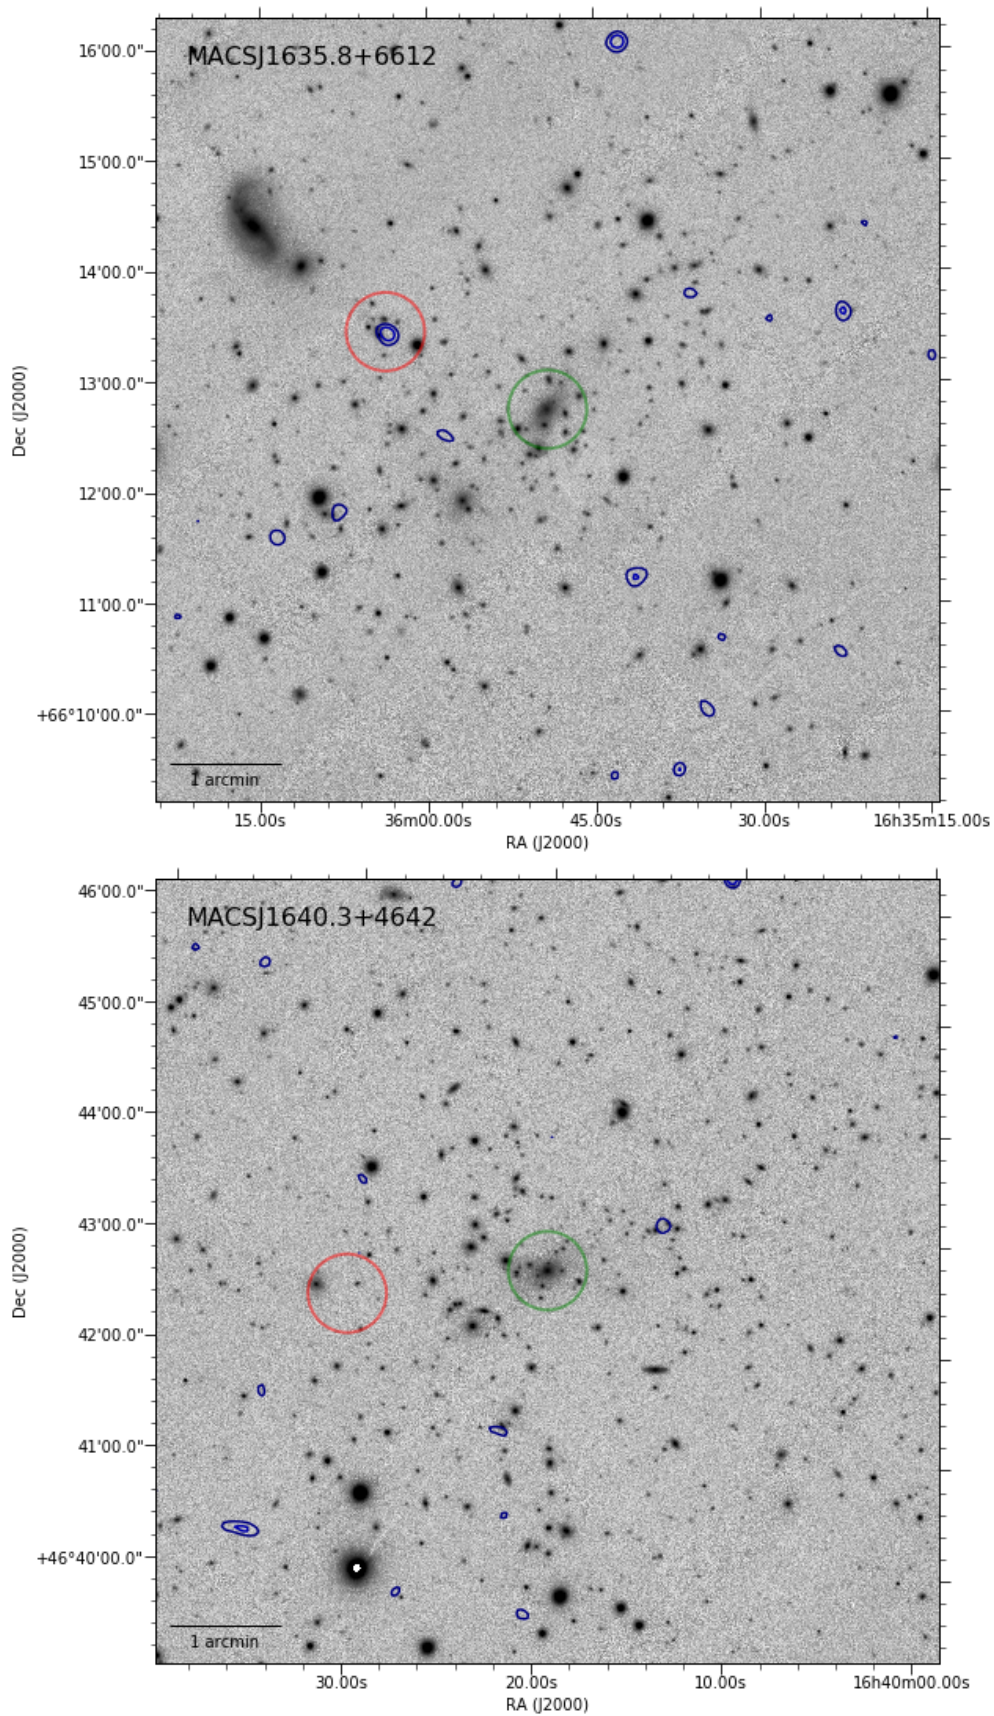 MACSJ1635.8+6612
16'00.0"
15'00.0"
14'00.0"
13'00.0"
12'00.0"
11'00.0"
+66°10'00.0"
Dec (J2000)
1 arcmin
15.00s 36m00.00s 45.00s 30.00s 16h35m15.00s
RA (J2000)
MACSJ1640.3+4642
46'00.0"
45'00.0"
44'00.0"
43'00.0"
42'00.0"
41'00.0"
+46°40'00.0"
Dec (J2000)
1 arcmin
30.00s 20.00s 10.00s 16h40m00.00s
RA (J2000)